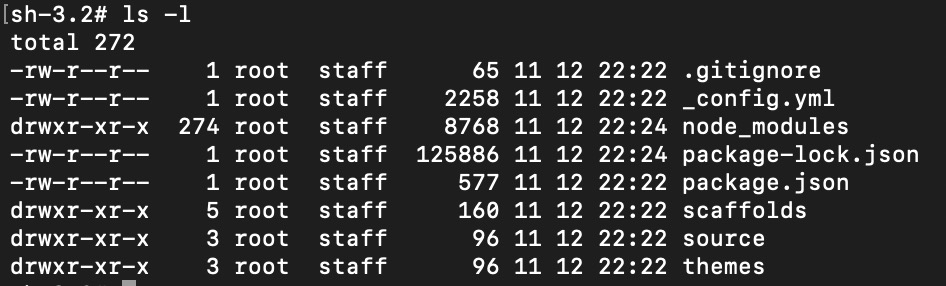 [sh-3.2# ls -l
total 272
-rw-r--r--    1 root  staff      65 11 12 22:22 .gitignore
-rw-r--r--    1 root  staff    2258 11 12 22:22 _config.yml
drwxr-xr-x  274 root  staff    8768 11 12 22:24 node_modules
-rw-r--r--    1 root  staff  125886 11 12 22:24 package-lock.json
-rw-r--r--    1 root  staff     577 11 12 22:22 package.json
drwxr-xr-x    5 root  staff     160 11 12 22:22 scaffolds
drwxr-xr-x    3 root  staff      96 11 12 22:22 source
drwxr-xr-x    3 root  staff      96 11 12 22:22 themes